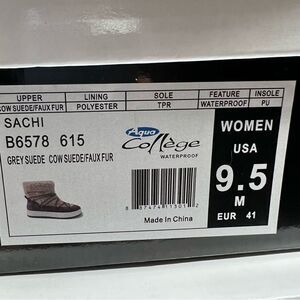 UPPER LINING SOLE FEATURE INSOLE
COW SUEDE/FAUX FUR POLYESTER TPR WATERPROOF PU
SACHI
B6578 615
GREY SUEDE COW SUEDE/FAUX FUR
Aqua
College
WATERPROOF
Made In China
WOMEN
USA
9.5
M
EUR 41